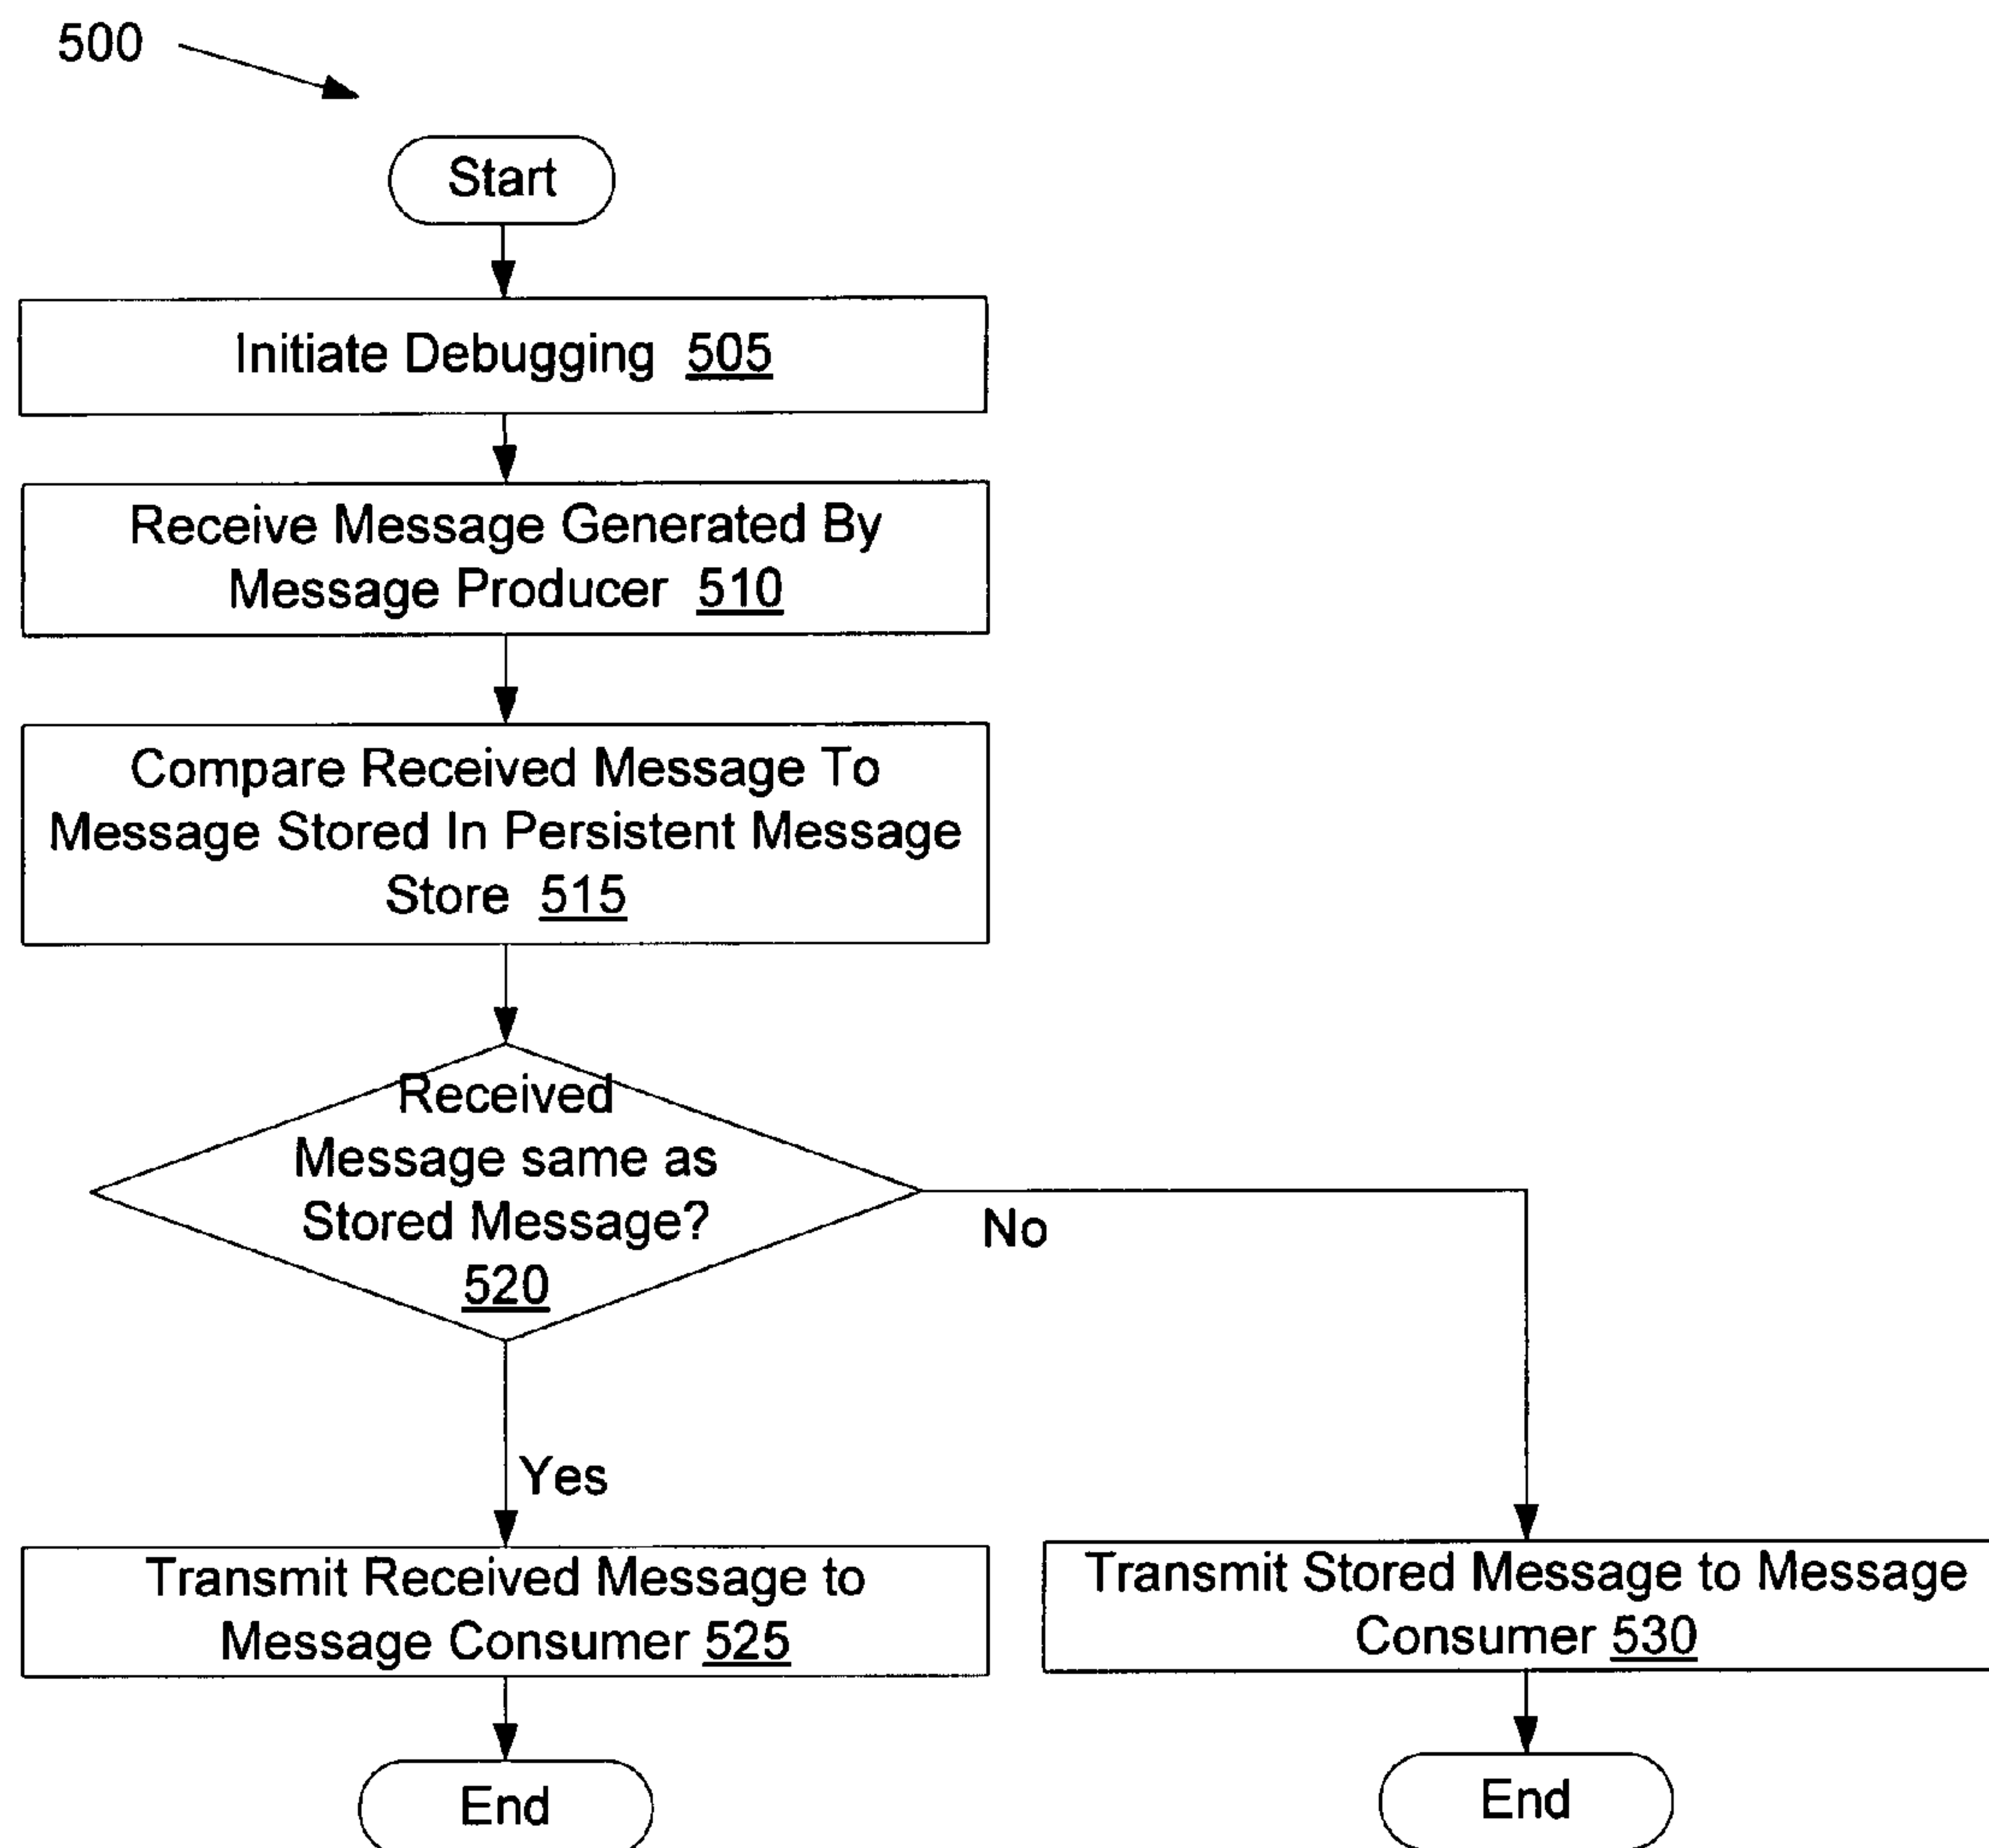 500
Start
Initiate Debugging 505
Receive Message Generated By
Message Producer 510
Compare Received Message To
Message Stored In Persistent Message
Store 515
Received
Message same as
Stored Message?
520
No
Yes
Transmit Received Message to
Message Consumer 525
Transmit Stored Message to Message
Consumer 530
End
End